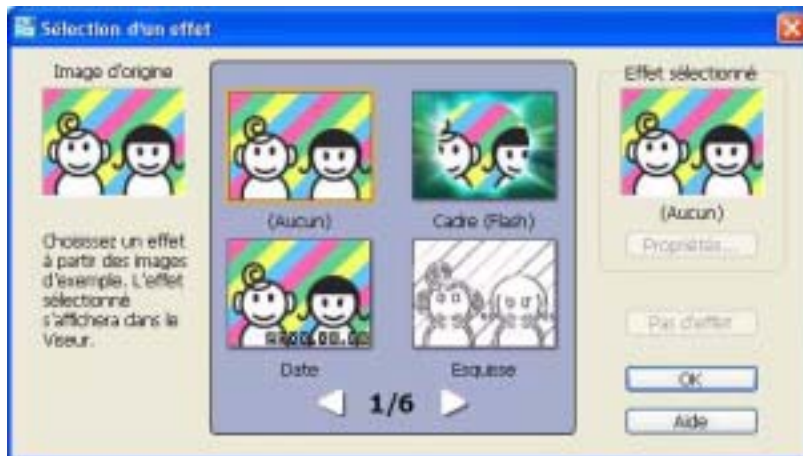 Sélection d'un effet
Image d'origine
Choisissez un effet
à partir des images
d'exemple. L'effet
sélectionné
s'affichera dans le
Viseur.
(Aucun)
Cadre (Flash)
Date
Esquisse
1/6
Effet sélectionné
(Aucun)
Propriétés...
Pas d'effet
OK
Aide